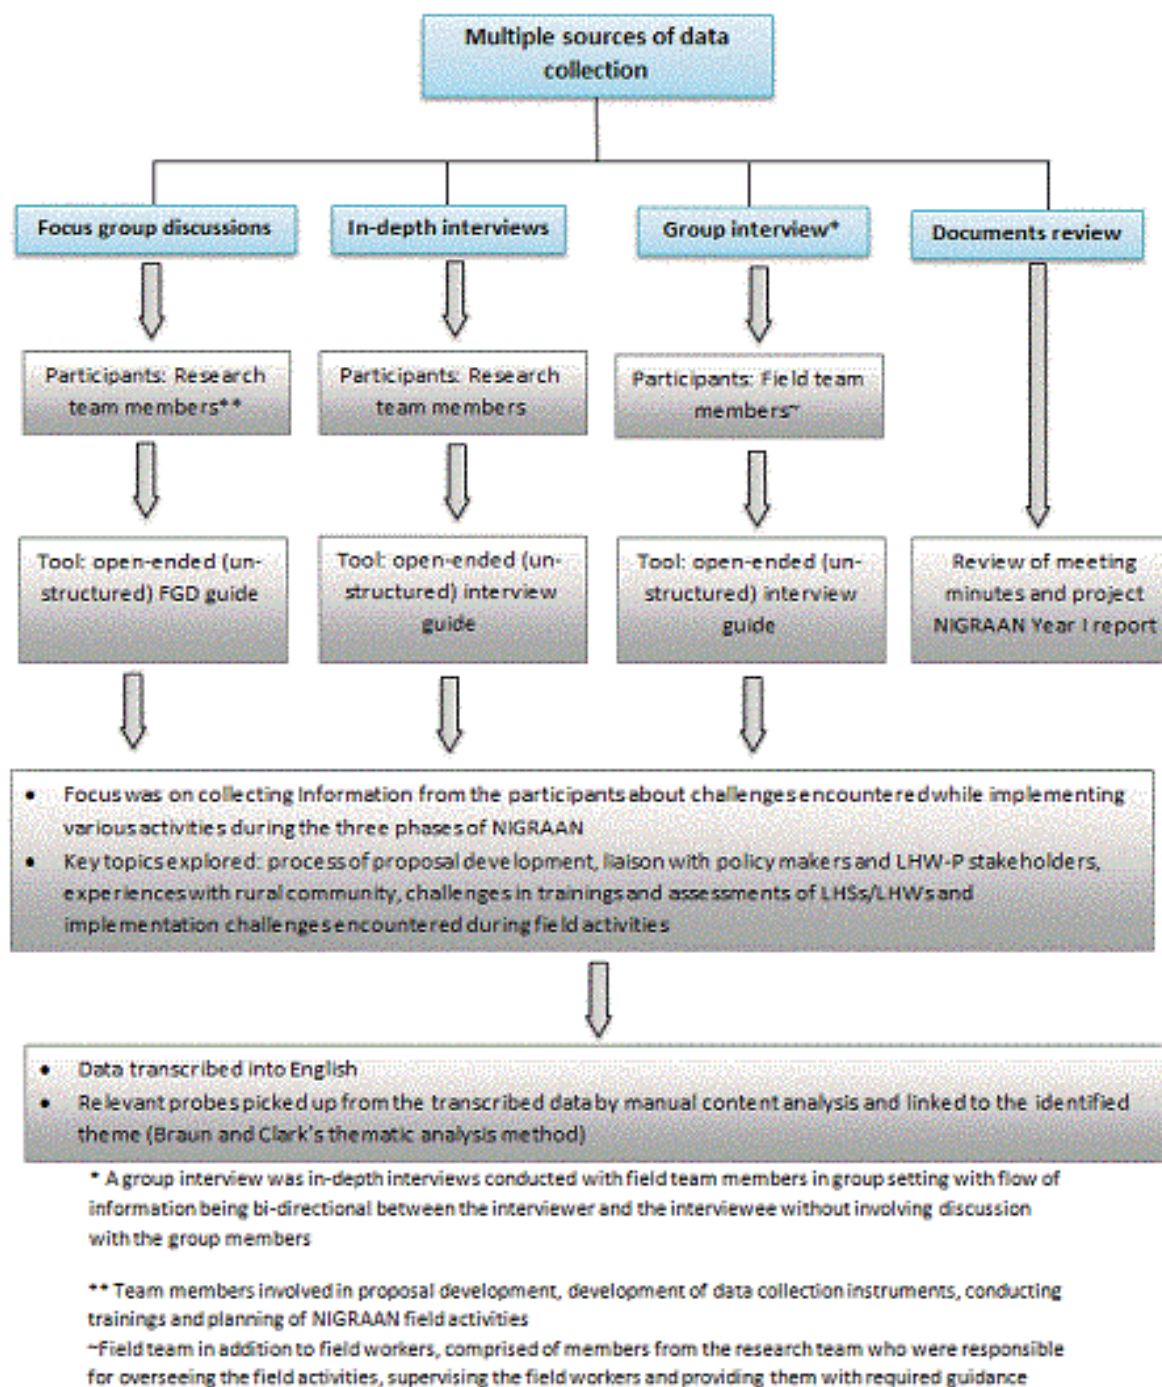 Multiple sources of data
collection
Focus group discussions
In-depth interviews
Group interview*
Documents review
Participants: Research
team members**
Participants: Research
team members
Participants: Field team
members~
Tool: open-ended (un-
structured) FGD guide
Tool: open-ended (un-
structured) interview
guide
Tool: open-ended (un-
structured) interview
guide
Review of meeting
minutes and project
NIGRAAN Year I report
• Focus was on collecting Information from the participants about challenges encountered while implementing
various activities during the three phases of NIGRAAN
• Key topics explored: process of proposal development, liaison with policy makers and LHW-P stakeholders,
experiences with rural community, challenges in trainings and assessments of LHSs/LHWs and
implementation challenges encountered during field activities
• Data transcribed into English
• Relevant probes picked up from the transcribed data by manual content analysis and linked to the identified
theme (Braun and Clark's thematic analysis method)
* A group interview was in-depth interviews conducted with field team members in group setting with flow of
information being bi-directional between the interviewer and the interviewee without involving discussion
with the group members
** Team members involved in proposal development, development of data collection instruments, conducting
trainings and planning of NIGRAAN field activities
~Field team in addition to field workers, comprised of members from the research team who were responsible
for overseeing the field activities, supervising the field workers and providing them with required guidance